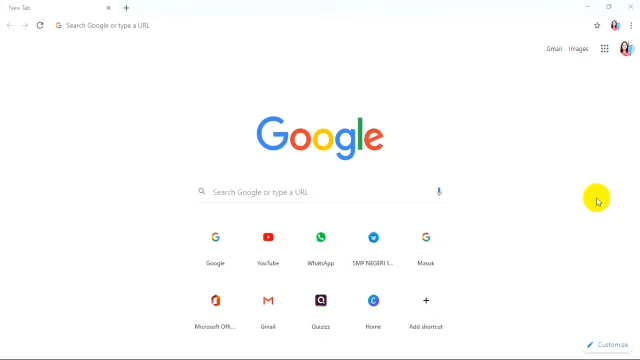 New Tab
Search Google or type a URL
Gmail Images
Google
Search Google or type a URL
Google YouTube WhatsApp SMP NEGERI 1... Masuk
Microsoft Offi... Gmail Quizizz Home Add shortcut
Customize